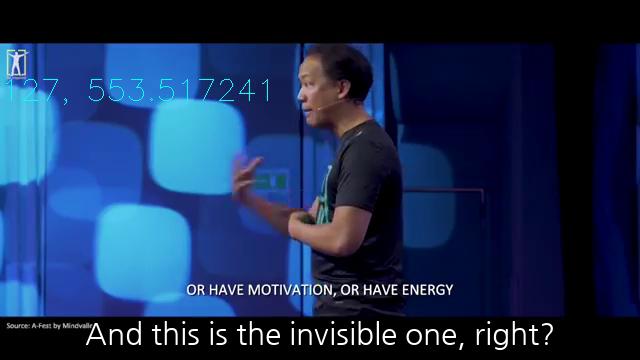 127, 553.517241
OR HAVE MOTIVATION, OR HAVE ENERGY
Source: A-Fest by Mindvalle
And this is the invisible one, right?